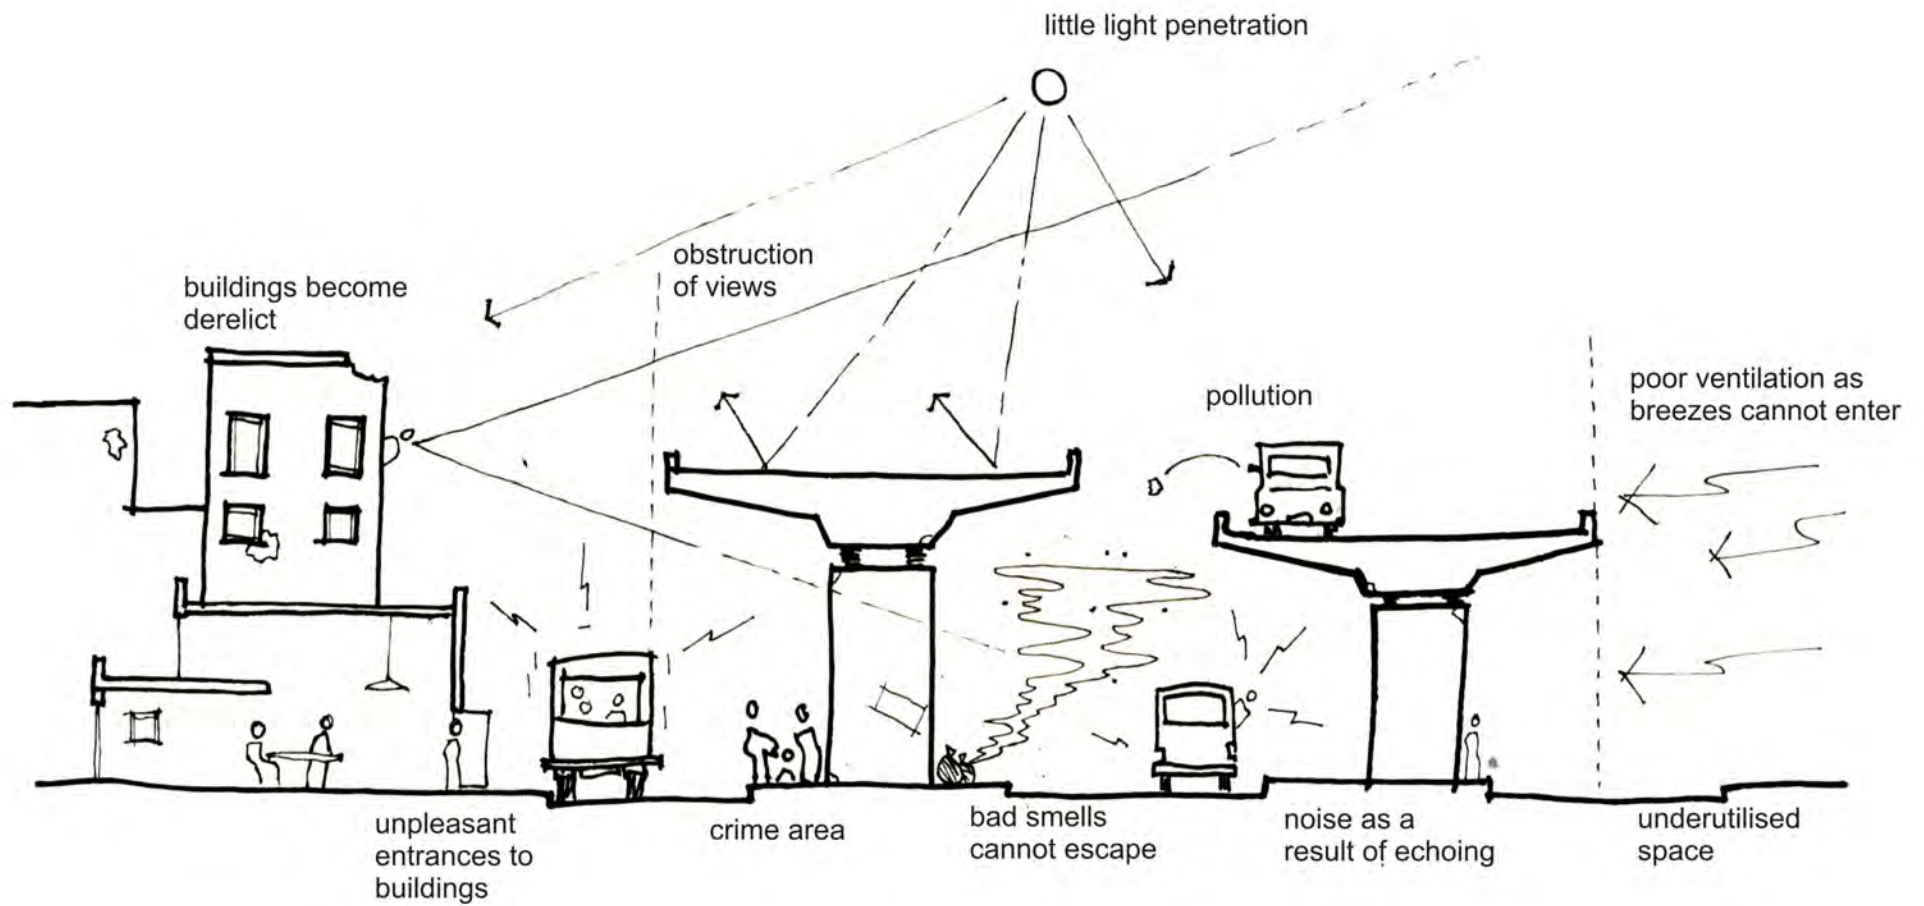 little light penetration
obstruction
of views
buildings become
derelict
pollution
poor ventilation as
breezes cannot enter
unpleasant
entrances to
buildings
crime area
bad smells
cannot escape
noise as a
result of echoing
underutilised
space